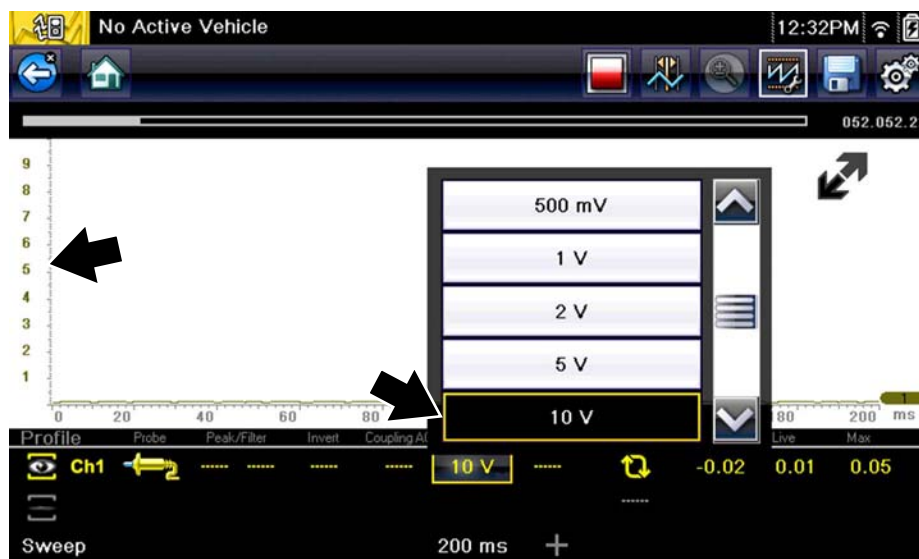 No Active Vehicle
12:32PM
052.052.2
9
8
7
6
5
4
3
2
1
500 mV
1 V
2 V
5 V
10 V
0 20 40 60 80 180 200 ms
1
Profile Probe Peak/Filter Invert Coupling Live Max
Ch1 ----- ----- ----- ----- 10 V ----- -0.02 0.01 0.05
-----
Sweep 200 ms +